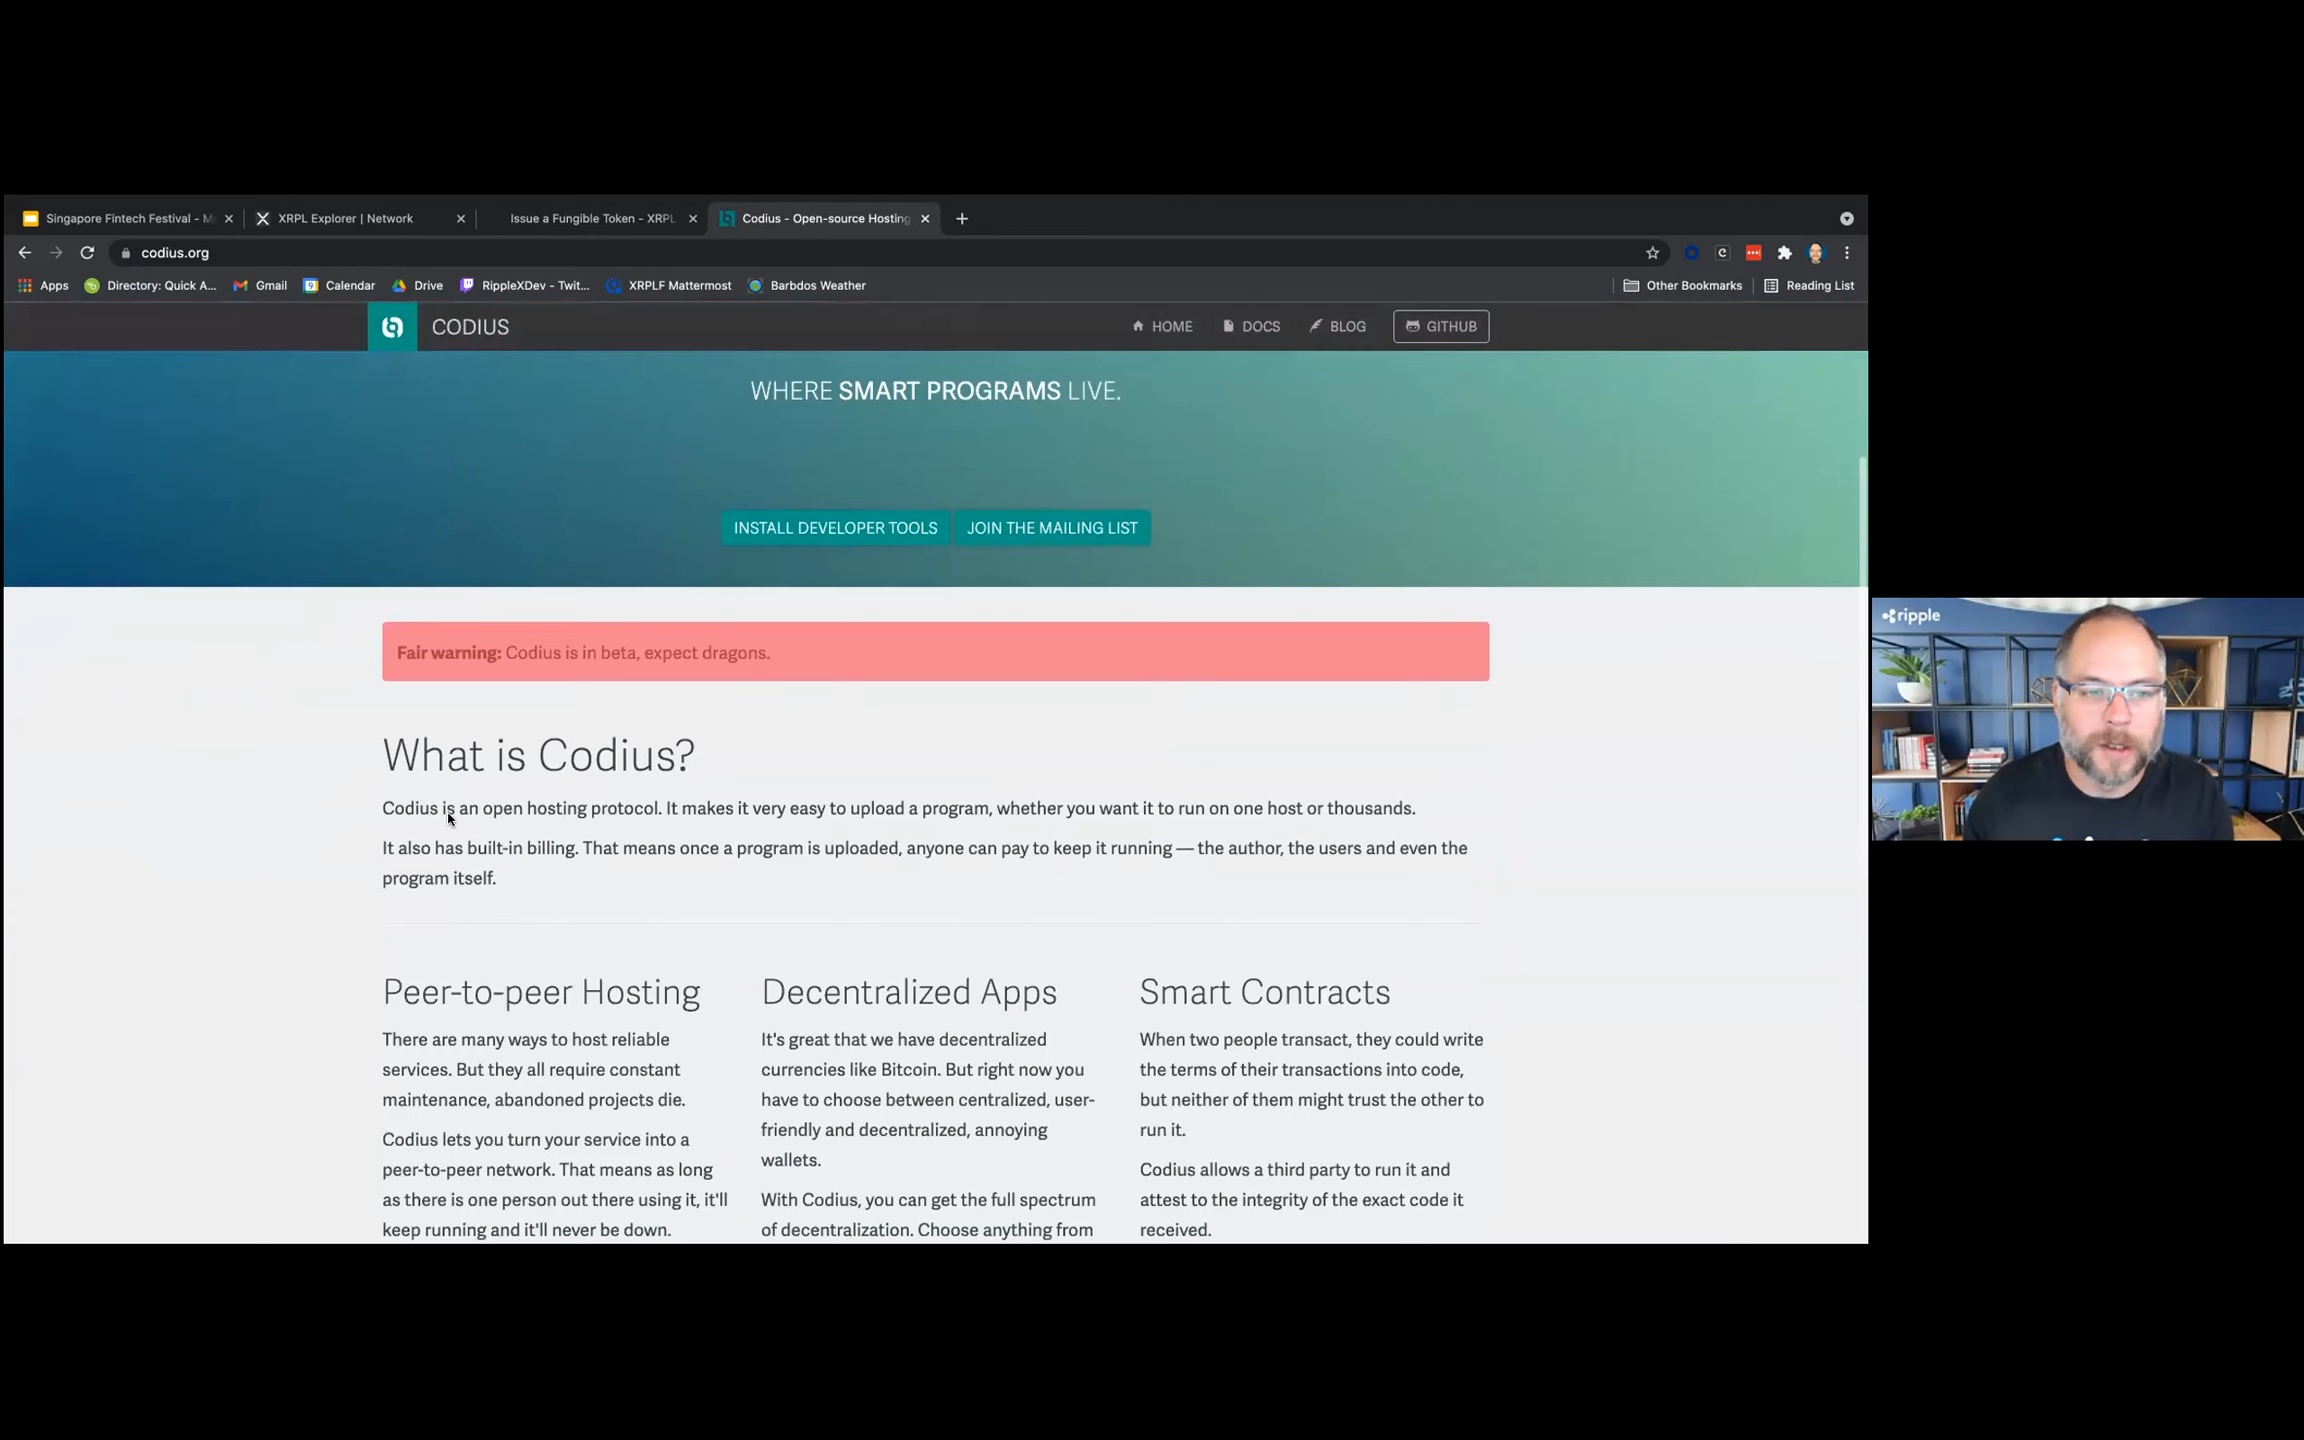 Singapore Fintech Festival - M
XRPL Explorer | Network
Issue a Fungible Token - XRPL
Codius - Open-source Hosting
codius.org
Apps
Directory: Quick A...
Gmail
Calendar
Drive
RippleXDev - Twit...
XRPLF Mattermost
Barbdos Weather
Other Bookmarks
Reading List
CODIUS
HOME
DOCS
BLOG
GITHUB
WHERE SMART PROGRAMS LIVE.
INSTALL DEVELOPER TOOLS
JOIN THE MAILING LIST
Fair warning: Codius is in beta, expect dragons.
ripple
What is Codius?
Codius is an open hosting protocol. It makes it very easy to upload a program, whether you want it to run on one host or thousands.
It also has built-in billing. That means once a program is uploaded, anyone can pay to keep it running — the author, the users and even the
program itself.
Peer-to-peer Hosting
There are many ways to host reliable
services. But they all require constant
maintenance, abandoned projects die.
Codius lets you turn your service into a
peer-to-peer network. That means as long
as there is one person out there using it, it'll
keep running and it'll never be down.
Decentralized Apps
It's great that we have decentralized
currencies like Bitcoin. But right now you
have to choose between centralized, user-
friendly and decentralized, annoying
wallets.
With Codius, you can get the full spectrum
of decentralization. Choose anything from
Smart Contracts
When two people transact, they could write
the terms of their transactions into code,
but neither of them might trust the other to
run it.
Codius allows a third party to run it and
attest to the integrity of the exact code it
received.